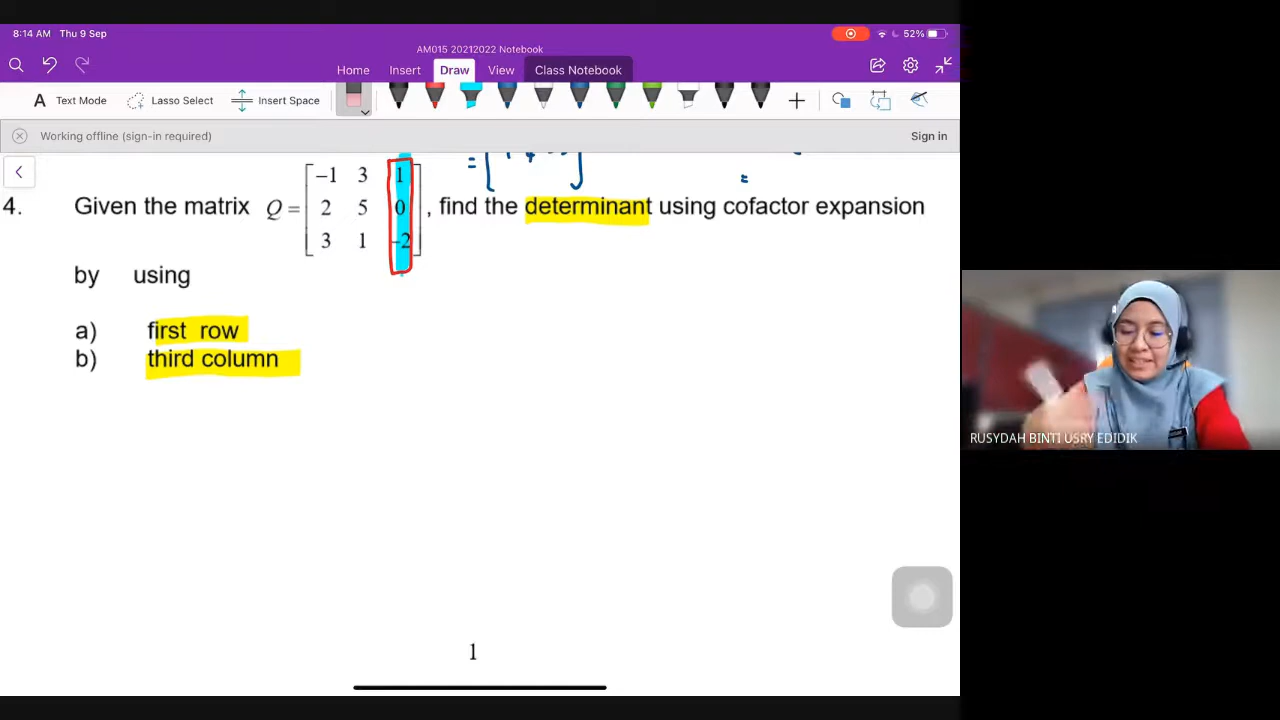 8:14 AM Thu 9 Sep
52%
AM015 20212022 Notebook
Home Insert Draw View Class Notebook
A Text Mode Lasso Select Insert Space
Working offline (sign-in required) Sign in
=
=
−1 3 1
4. Given the matrix Q = 2 5 0 , find the determinant using cofactor expansion
3 1 −2
by using
a) first row
b) third column
RUSYDAH BINTI USRY EDIDIK
1